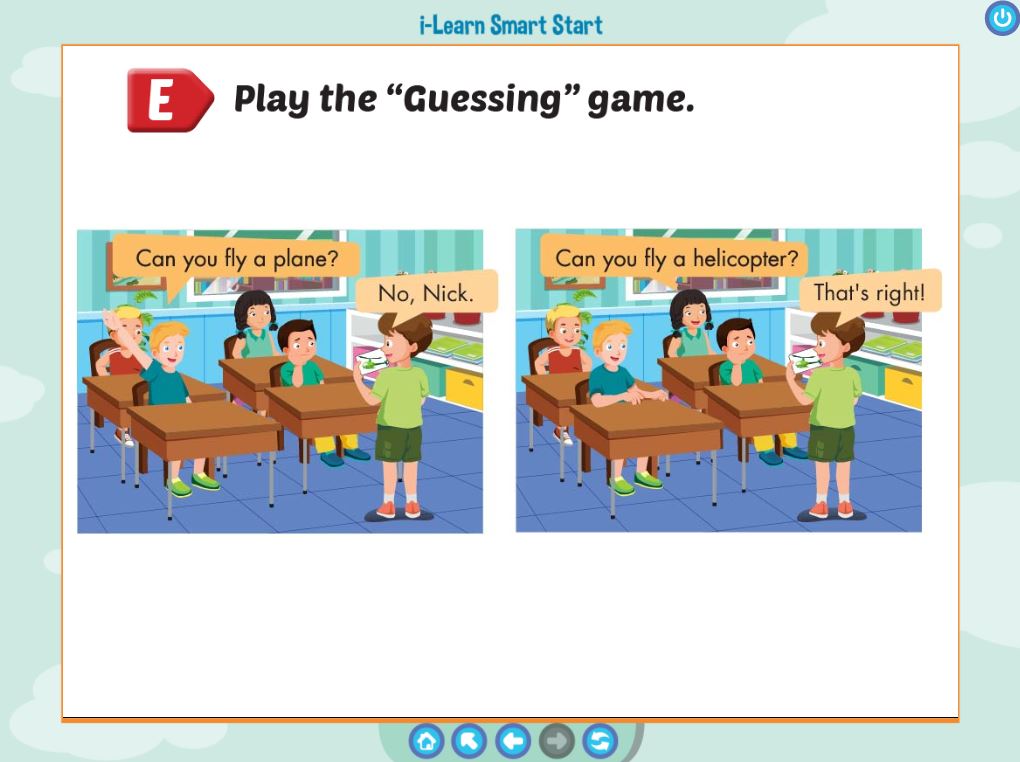 i-Learn Smart Start
E
Play the “Guessing” game.
Can you fly a plane?
No, Nick.
Can you fly a helicopter?
That's right!